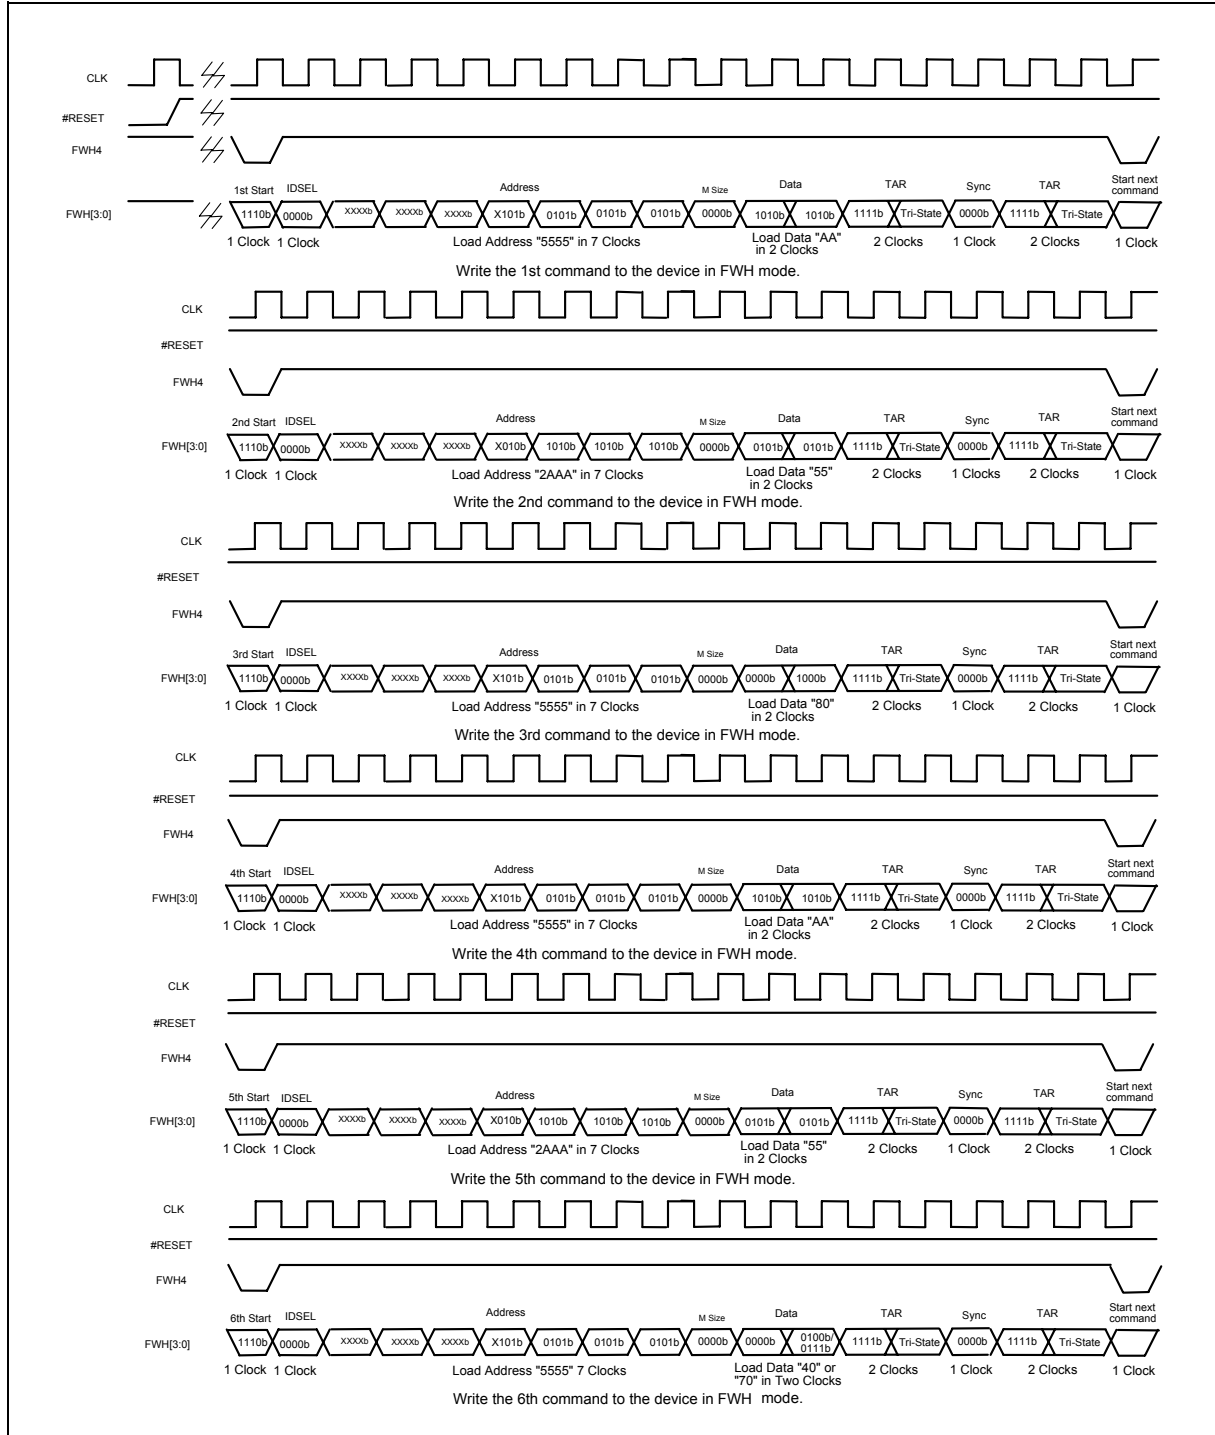 CLK
#RESET
FWH4
1st Start IDSEL Address M Size Data TAR Sync TAR Start next command
FWH[3:0] 1110b 0000b XXXXb XXXXb XXXXb X101b 0101b 0101b 0101b 0000b 1010b 1010b 1111b Tri-State 0000b 1111b Tri-State
1 Clock 1 Clock Load Address "5555" in 7 Clocks Load Data "AA" in 2 Clocks 2 Clocks 1 Clock 2 Clocks 1 Clock
Write the 1st command to the device in FWH mode.
CLK
#RESET
FWH4
2nd Start IDSEL Address M Size Data TAR Sync TAR Start next command
FWH[3:0] 1110b 0000b XXXXb XXXXb XXXXb X010b 1010b 1010b 1010b 0000b 0101b 0101b 1111b Tri-State 0000b 1111b Tri-State
1 Clock 1 Clock Load Address "2AAA" in 7 Clocks Load Data "55" in 2 Clocks 2 Clocks 1 Clocks 2 Clocks 1 Clock
Write the 2nd command to the device in FWH mode.
CLK
#RESET
FWH4
3rd Start IDSEL Address M Size Data TAR Sync TAR Start next command
FWH[3:0] 1110b 0000b XXXXb XXXXb XXXXb X101b 0101b 0101b 0101b 0000b 0000b 1000b 1111b Tri-State 0000b 1111b Tri-State
1 Clock 1 Clock Load Address "5555" in 7 Clocks Load Data "80" in 2 Clocks 2 Clocks 1 Clock 2 Clocks 1 Clock
Write the 3rd command to the device in FWH mode.
CLK
#RESET
FWH4
4th Start IDSEL Address M Size Data TAR Sync TAR Start next command
FWH[3:0] 1110b 0000b XXXXb XXXXb XXXXb X101b 0101b 0101b 0101b 0000b 1010b 1010b 1111b Tri-State 0000b 1111b Tri-State
1 Clock 1 Clock Load Address "5555" in 7 Clocks Load Data "AA" in 2 Clocks 2 Clocks 1 Clock 2 Clocks 1 Clock
Write the 4th command to the device in FWH mode.
CLK
#RESET
FWH4
5th Start IDSEL Address M Size Data TAR Sync TAR Start next command
FWH[3:0] 1110b 0000b XXXXb XXXXb XXXXb X010b 1010b 1010b 1010b 0000b 0101b 0101b 1111b Tri-State 0000b 1111b Tri-State
1 Clock 1 Clock Load Address "2AAA" in 7 Clocks Load Data "55" in 2 Clocks 2 Clocks 1 Clock 2 Clocks 1 Clock
Write the 5th command to the device in FWH mode.
CLK
#RESET
FWH4
6th Start IDSEL Address M Size Data TAR Sync TAR Start next command
FWH[3:0] 1110b 0000b XXXXb XXXXb XXXXb X101b 0101b 0101b 0101b 0000b 0000b 0100b/ 0111b 1111b Tri-State 0000b 1111b Tri-State
1 Clock 1 Clock Load Address "5555" 7 Clocks Load Data "40" or "70" in Two Clocks 2 Clocks 1 Clock 2 Clocks 1 Clock
Write the 6th command to the device in FWH mode.